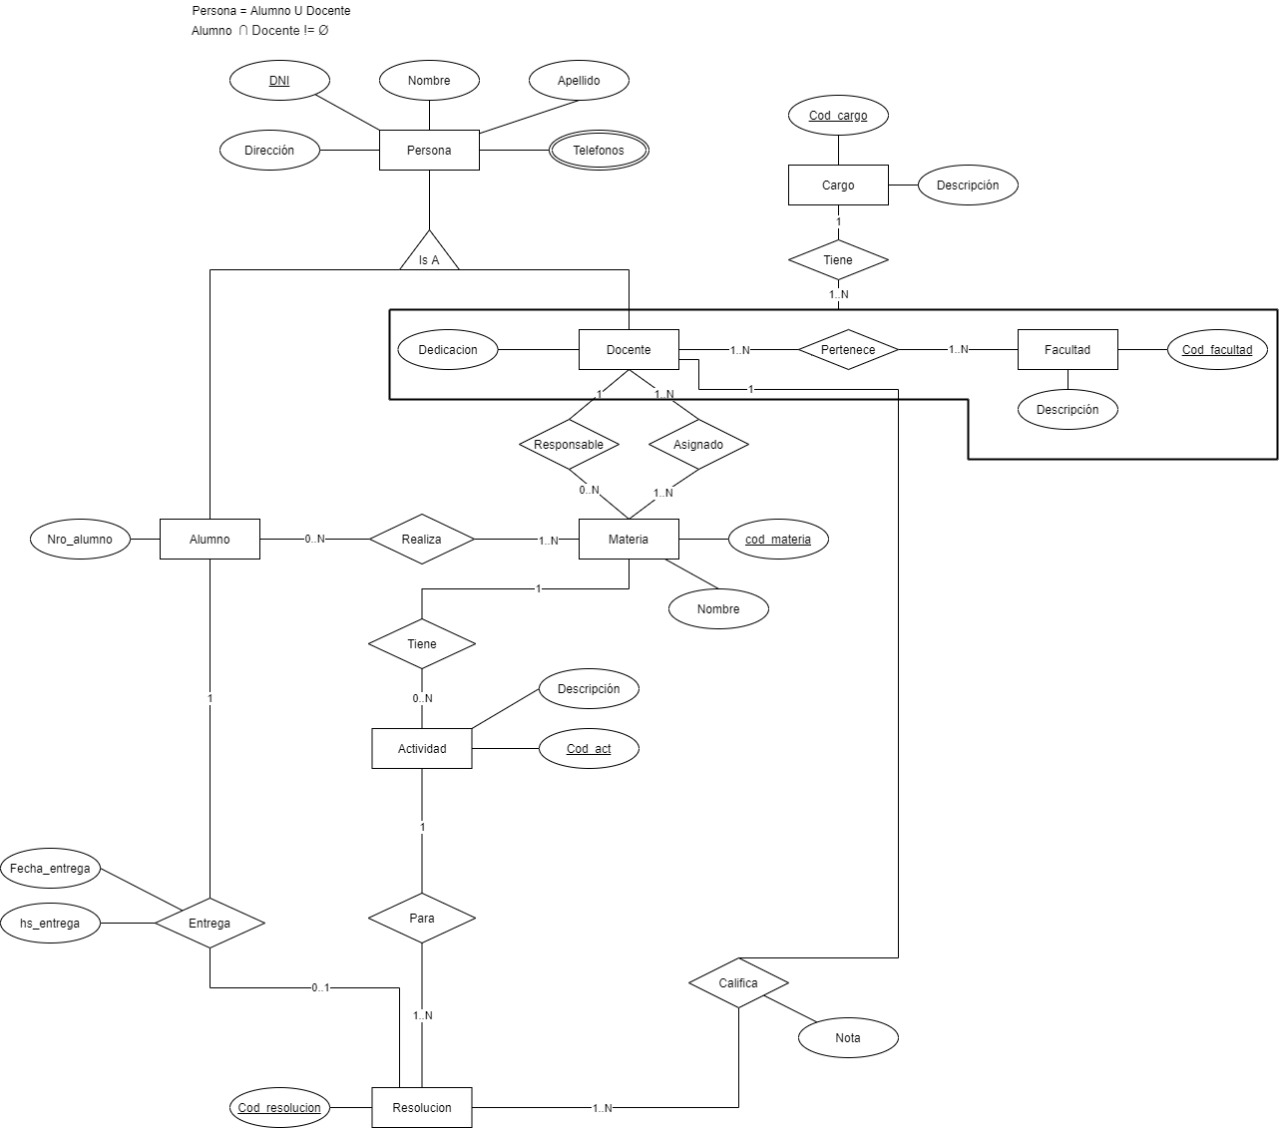 Persona = Alumno U Docente
Alumno ∩ Docente != ∅
DNI
Nombre
Apellido
Dirección
Persona
Telefonos
Cod_cargo
Cargo
Descripción
1
Tiene
1..N
Is A
Dedicacion
Docente
1..N
Pertenece
1..N
Facultad
Cod_facultad
1
Descripción
1
1..N
Responsable
Asignado
0..N
1..N
Nro_alumno
Alumno
0..N
Realiza
1..N
Materia
cod_materia
1
Nombre
Tiene
0..N
Descripción
1
Actividad
Cod_act
1
Fecha_entrega
hs_entrega
Entrega
Para
Califica
0..1
1..N
Nota
Cod_resolucion
Resolucion
1..N